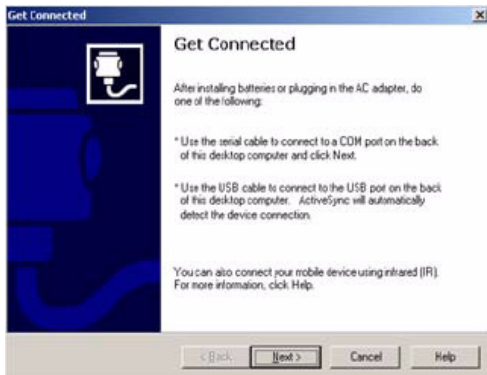 Get Connected
Get Connected
After installing batteries or plugging in the AC adapter, do
one of the following:
* Use the serial cable to connect to a COM port on the back
of this desktop computer and click Next.
* Use the USB cable to connect to the USB port on the back
of this desktop computer. ActiveSync will automatically
detect the device connection.
You can also connect your mobile device using infrared (IR).
For more information, click Help.
< Back Next > Cancel Help